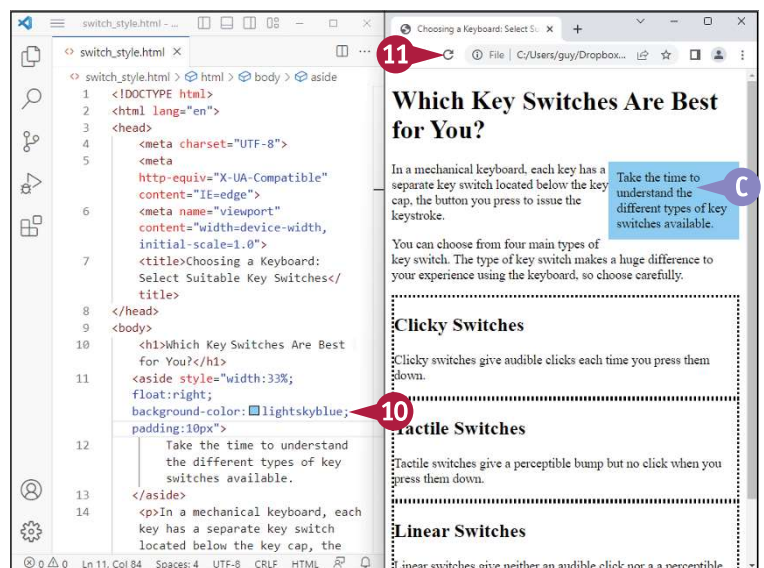 switch_style.html - ...
switch_style.html
switch_style.html > html > body > aside
1 <!DOCTYPE html>
2 <html lang="en">
3 <head>
4 <meta charset="UTF-8">
5 <meta
http-equiv="X-UA-Compatible"
content="IE=edge">
6 <meta name="viewport"
content="width=device-width,
initial-scale=1.0">
7 <title>Choosing a Keyboard:
Select Suitable Key Switches</
title>
8 </head>
9 <body>
10 <h1>Which Key Switches Are Best
for You?</h1>
11 <aside style="width:33%;
float:right;
background-color:lightskyblue;
padding:10px">
12 Take the time to understand
the different types of key
switches available.
13 </aside>
14 <p>In a mechanical keyboard, each
key has a separate key switch
located below the key cap, the
0 0 Ln 11, Col 84 Spaces: 4 UTF-8 CRLF HTML
10
Choosing a Keyboard: Select Su
11
File C:/Users/guy/Dropbox...
Which Key Switches Are Best
for You?
In a mechanical keyboard, each key has a
separate key switch located below the key
cap, the button you press to issue the
keystroke.
Take the time to
understand the
different types of key
switches available.
C
You can choose from four main types of
key switch. The type of key switch makes a huge difference to
your experience using the keyboard, so choose carefully.
Clicky Switches
Clicky switches give audible clicks each time you press them
down.
Tactile Switches
Tactile switches give a perceptible bump but no click when you
press them down.
Linear Switches
Linear switches give neither an audible click nor a a perceptible